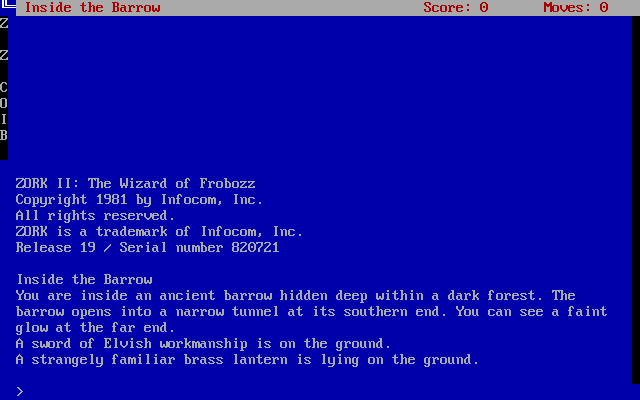 Inside the Barrow Score: 0 Moves: 0
Z
Z
C
O
I
B
ZORK II: The Wizard of Frobozz
Copyright 1981 by Infocom, Inc.
All rights reserved.
ZORK is a trademark of Infocom, Inc.
Release 19 / Serial number 820721
Inside the Barrow
You are inside an ancient barrow hidden deep within a dark forest. The
barrow opens into a narrow tunnel at its southern end. You can see a faint
glow at the far end.
A sword of Elvish workmanship is on the ground.
A strangely familiar brass lantern is lying on the ground.
>